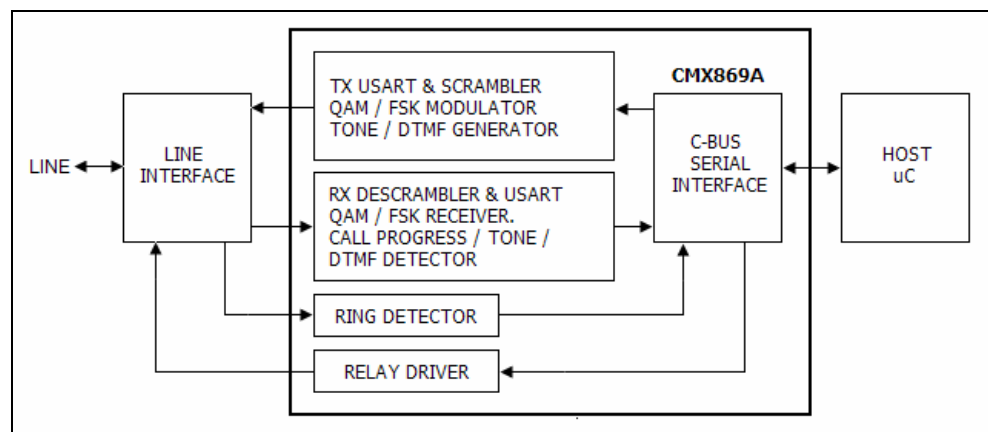 CMX869A
TX USART & SCRAMBLER
QAM / FSK MODULATOR
TONE / DTMF GENERATOR
LINE
LINE
INTERFACE
C-BUS
SERIAL
INTERFACE
HOST
uC
RX DESCRAMBLER & USART
QAM / FSK RECEIVER.
CALL PROGRESS / TONE /
DTMF DETECTOR
RING DETECTOR
RELAY DRIVER